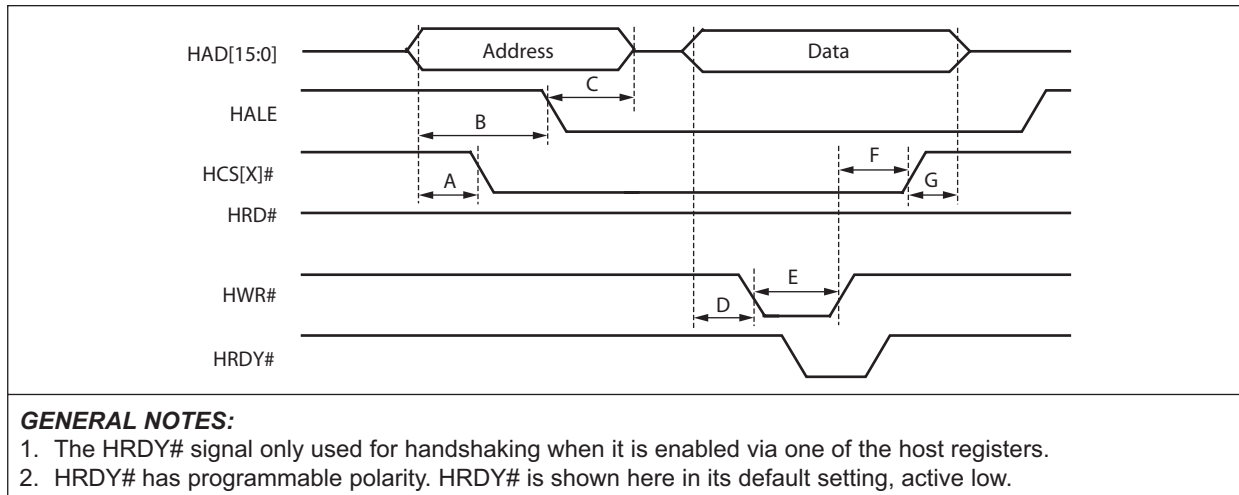 HAD[15:0]
Address
Data
C
HALE
B
F
HCS[X]#
A
G
HRD#
E
HWR#
D
HRDY#
GENERAL NOTES:
1. The HRDY# signal only used for handshaking when it is enabled via one of the host registers.
2. HRDY# has programmable polarity. HRDY# is shown here in its default setting, active low.